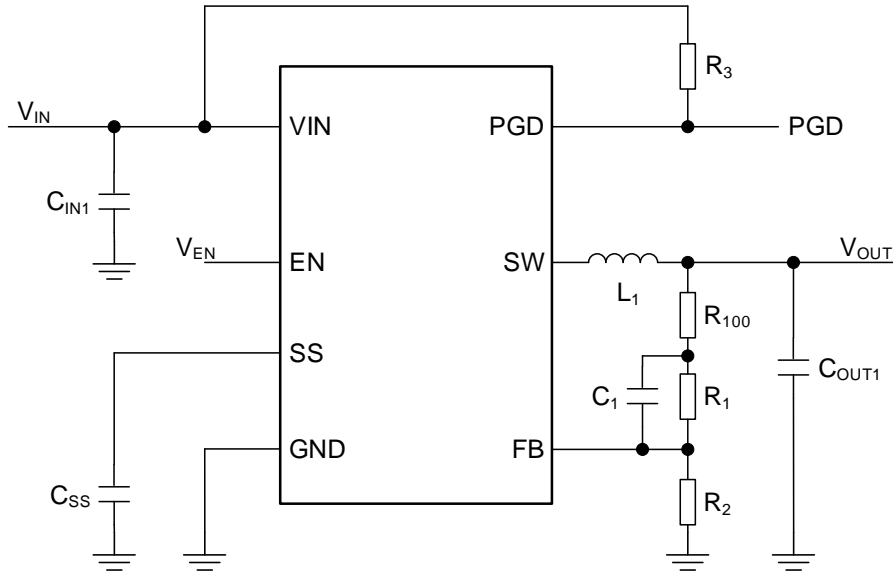 R3
VIN
VIN
PGD
PGD
CIN1
VEN
EN
SW
VOUT
L1
R100
SS
C1
R1
COUT1
GND
FB
CSS
R2